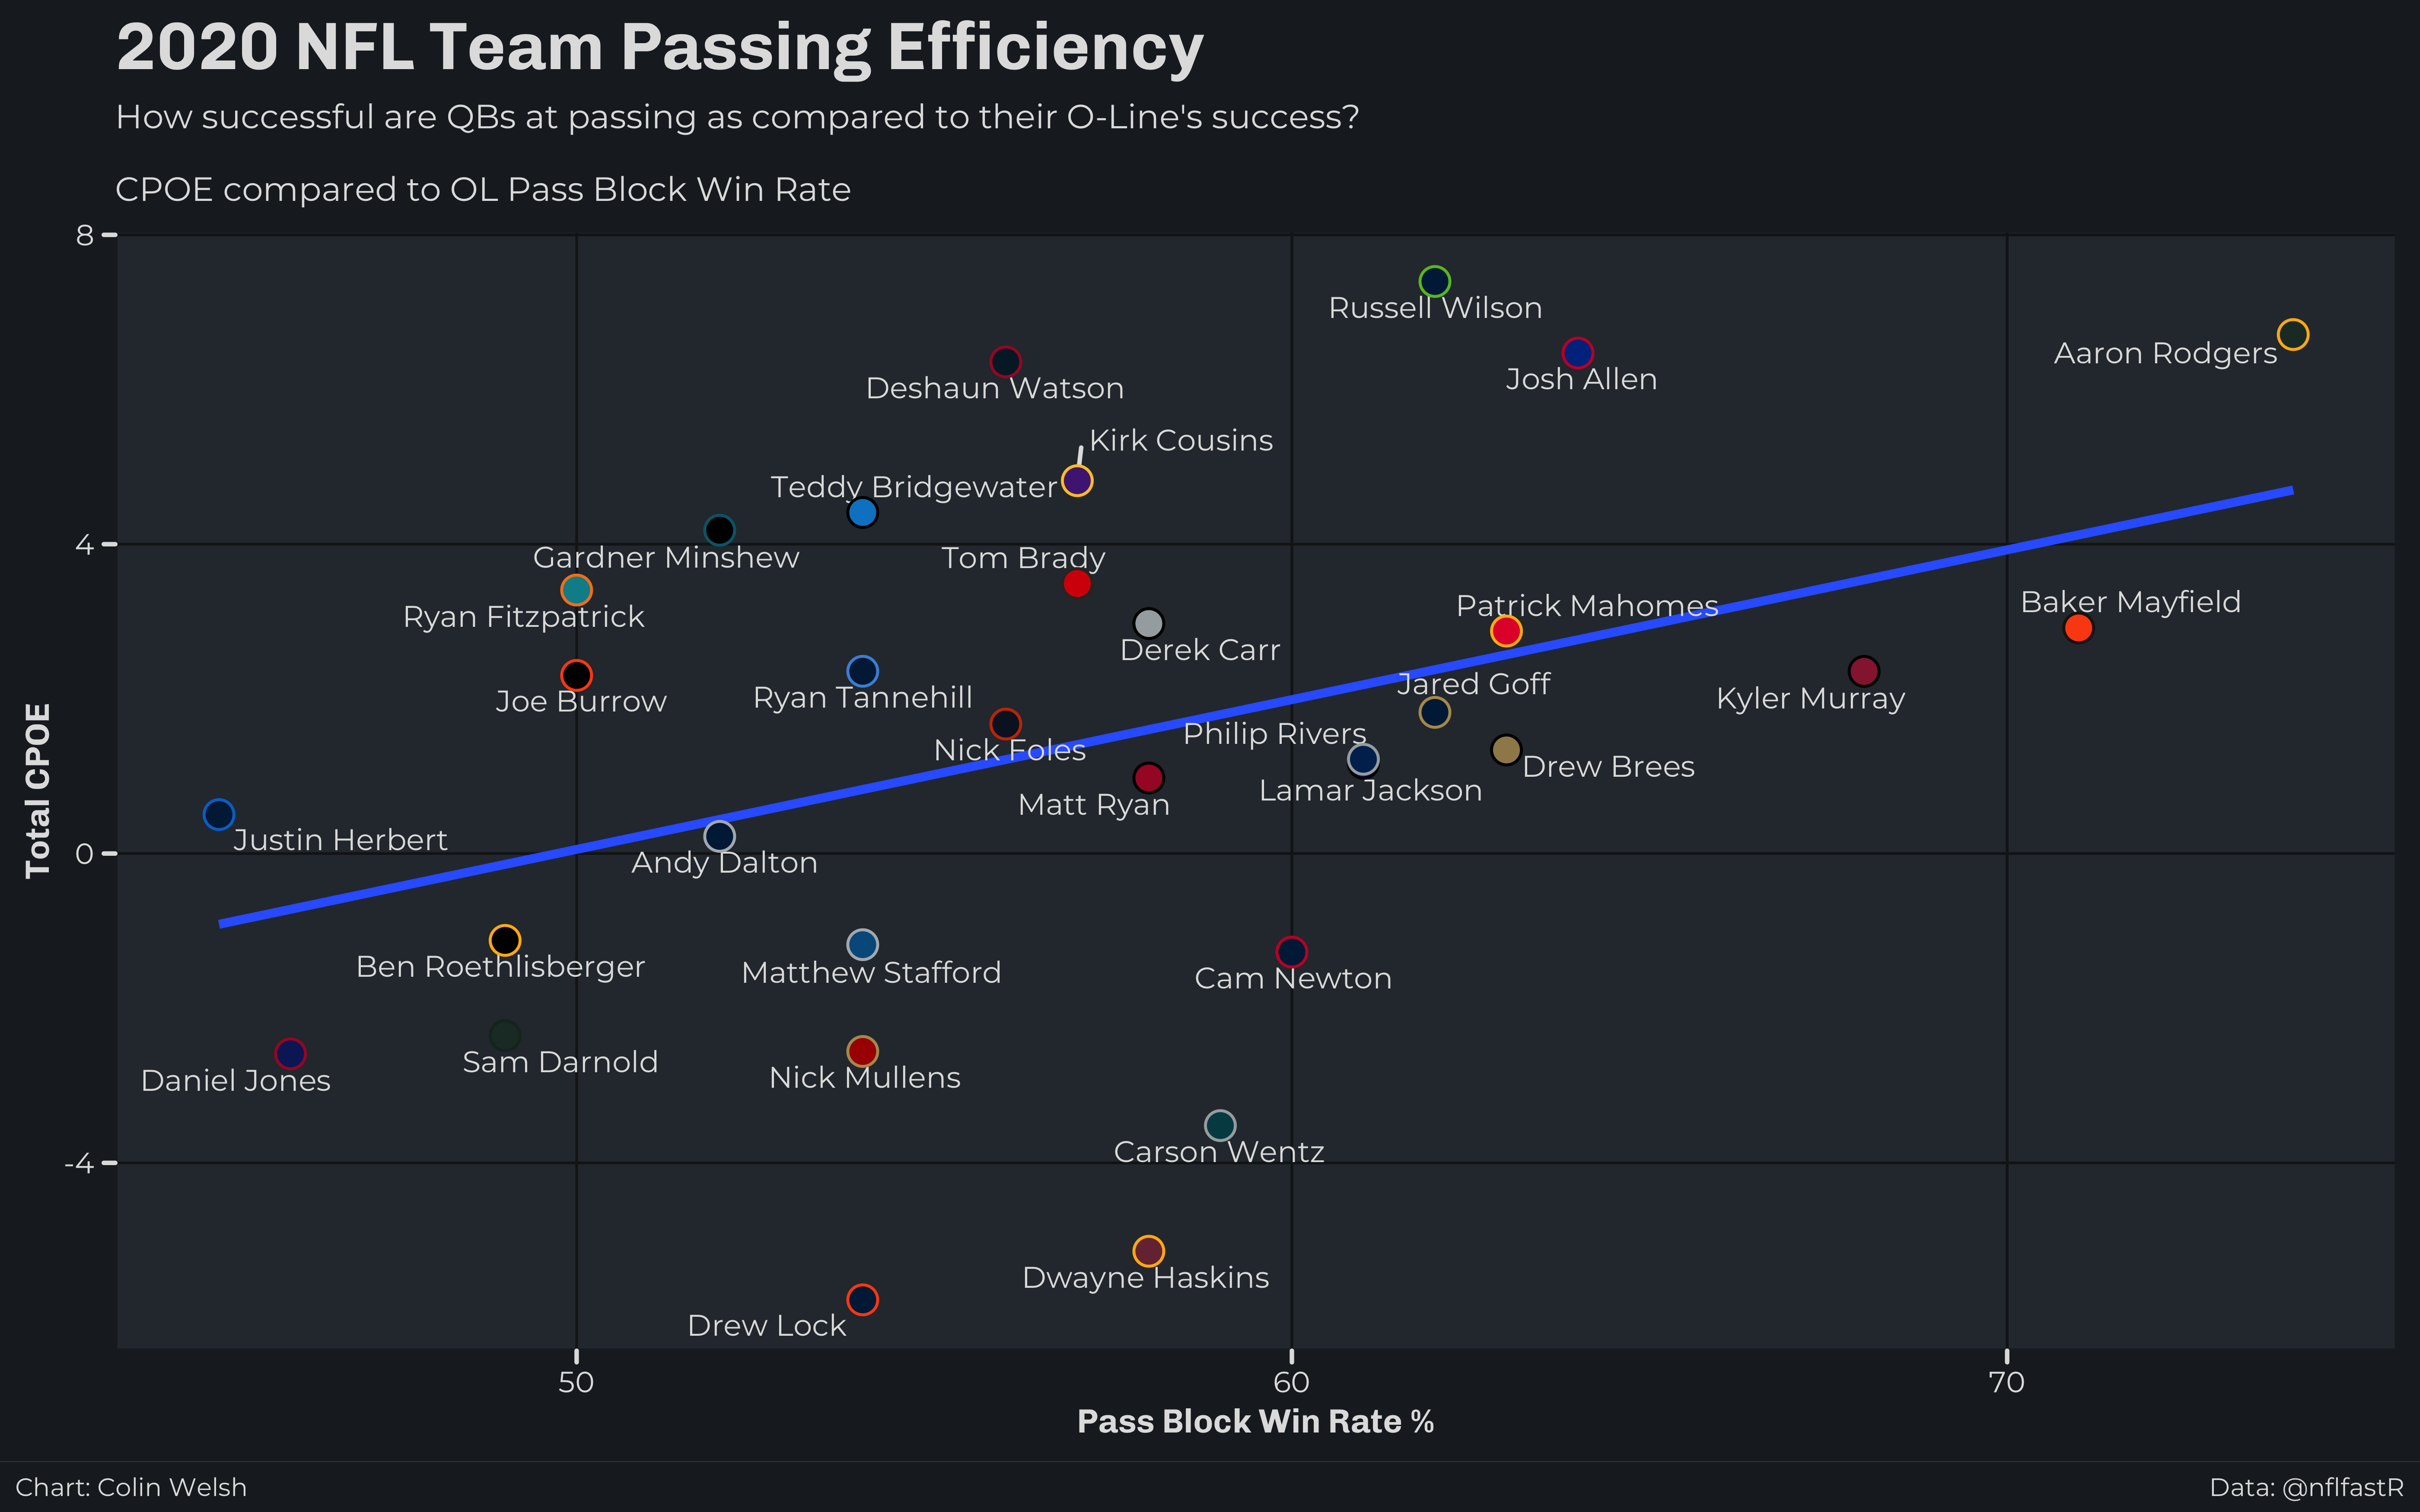 2020 NFL Team Passing Efficiency
How successful are QBs at passing as compared to their O-Line's success?
CPOE compared to OL Pass Block Win Rate
8
Russell Wilson
Aaron Rodgers
Josh Allen
Deshaun Watson
Kirk Cousins
Teddy Bridgewater
4
Gardner Minshew
Tom Brady
Ryan Fitzpatrick
Patrick Mahomes
Baker Mayfield
Derek Carr
Jared Goff
Joe Burrow
Ryan Tannehill
Kyler Murray
Philip Rivers
Nick Foles
Drew Brees
Lamar Jackson
Matt Ryan
Total CPOE
Justin Herbert
0
Andy Dalton
Ben Roethlisberger
Matthew Stafford
Cam Newton
Sam Darnold
Daniel Jones
Nick Mullens
Carson Wentz
-4
Dwayne Haskins
Drew Lock
50
60
70
Pass Block Win Rate %
Chart: Colin Welsh
Data: @nflfastR